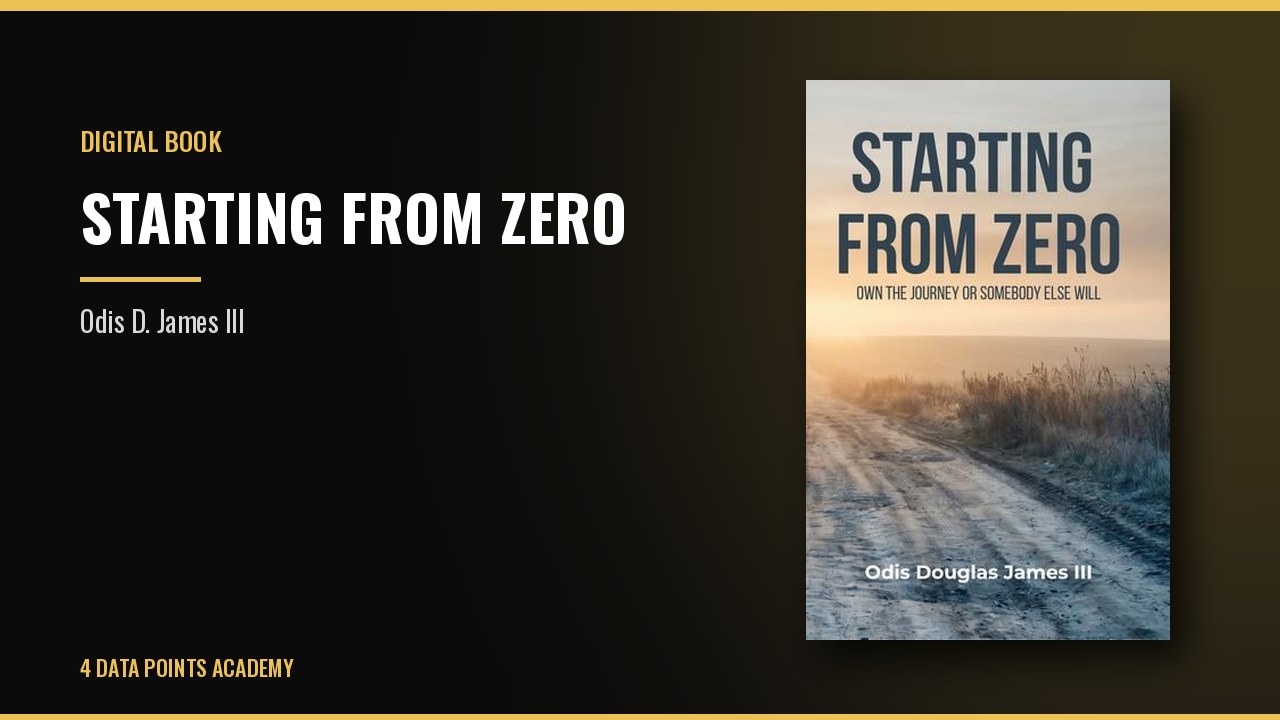 DIGITAL BOOK
STARTING FROM ZERO
Odis D. James III
4 DATA POINTS ACADEMY
STARTING
FROM ZERO
OWN THE JOURNEY OR SOMEBODY ELSE WILL
Odis Douglas James III